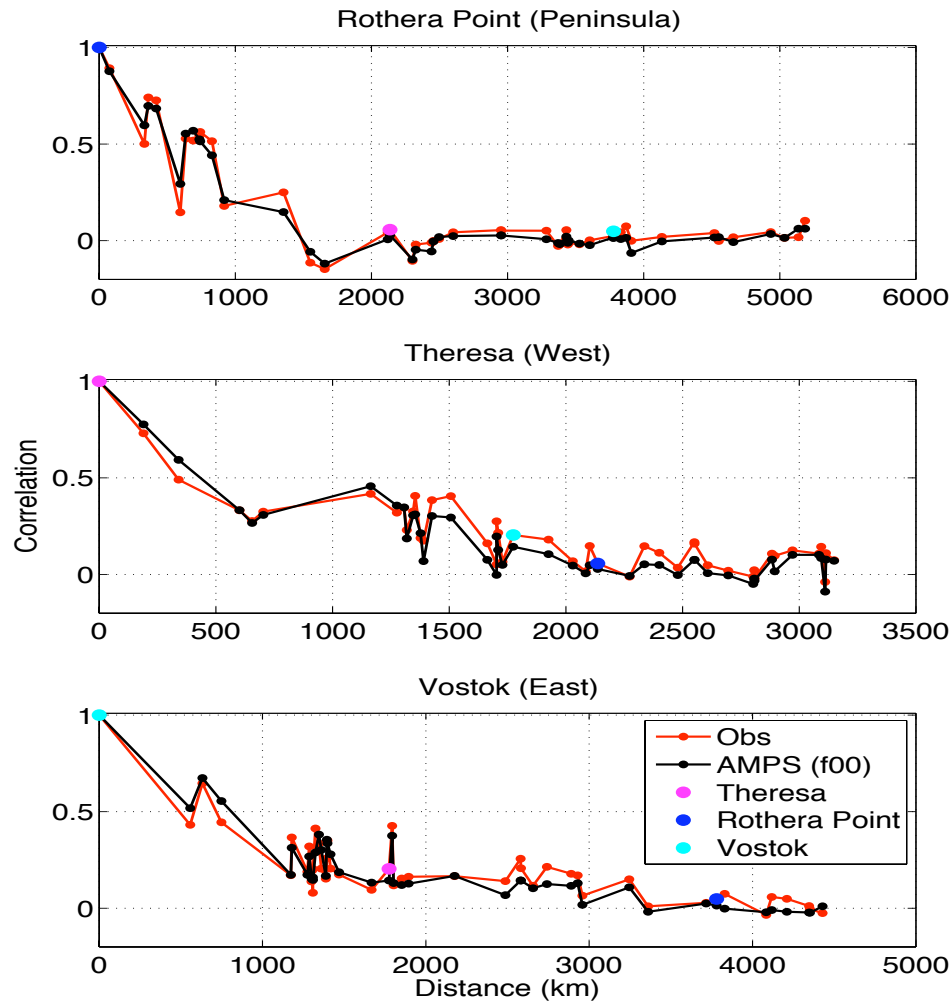 Rothera Point (Peninsula)
1
0.5
0
0 1000 2000 3000 4000 5000 6000
Theresa (West)
Correlation
1
0.5
0
0 500 1000 1500 2000 2500 3000 3500
Vostok (East)
1
0.5
0
Obs
AMPS (f00)
Theresa
Rothera Point
Vostok
0 1000 2000 3000 4000 5000
Distance (km)